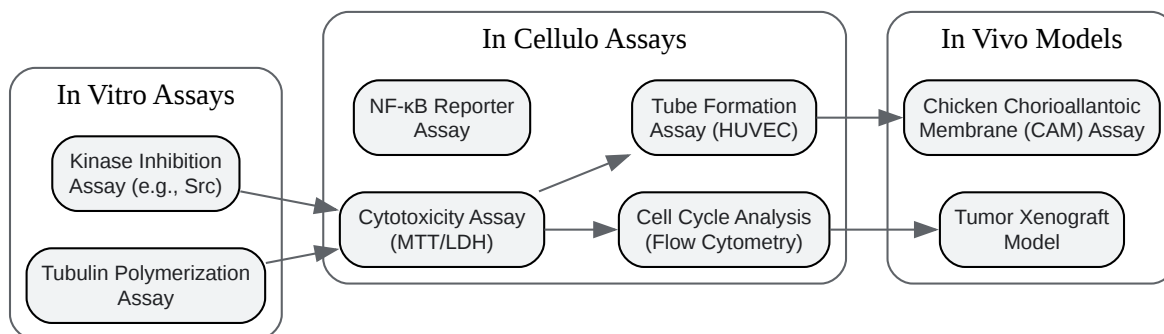 In Vitro Assays
Kinase Inhibition
Assay (e.g., Src)
Tubulin Polymerization
Assay
In Cellulo Assays
NF-κB Reporter
Assay
Tube Formation
Assay (HUVEC)
Cytotoxicity Assay
(MTT/LDH)
Cell Cycle Analysis
(Flow Cytometry)
In Vivo Models
Chicken Chorioallantoic
Membrane (CAM) Assay
Tumor Xenograft
Model